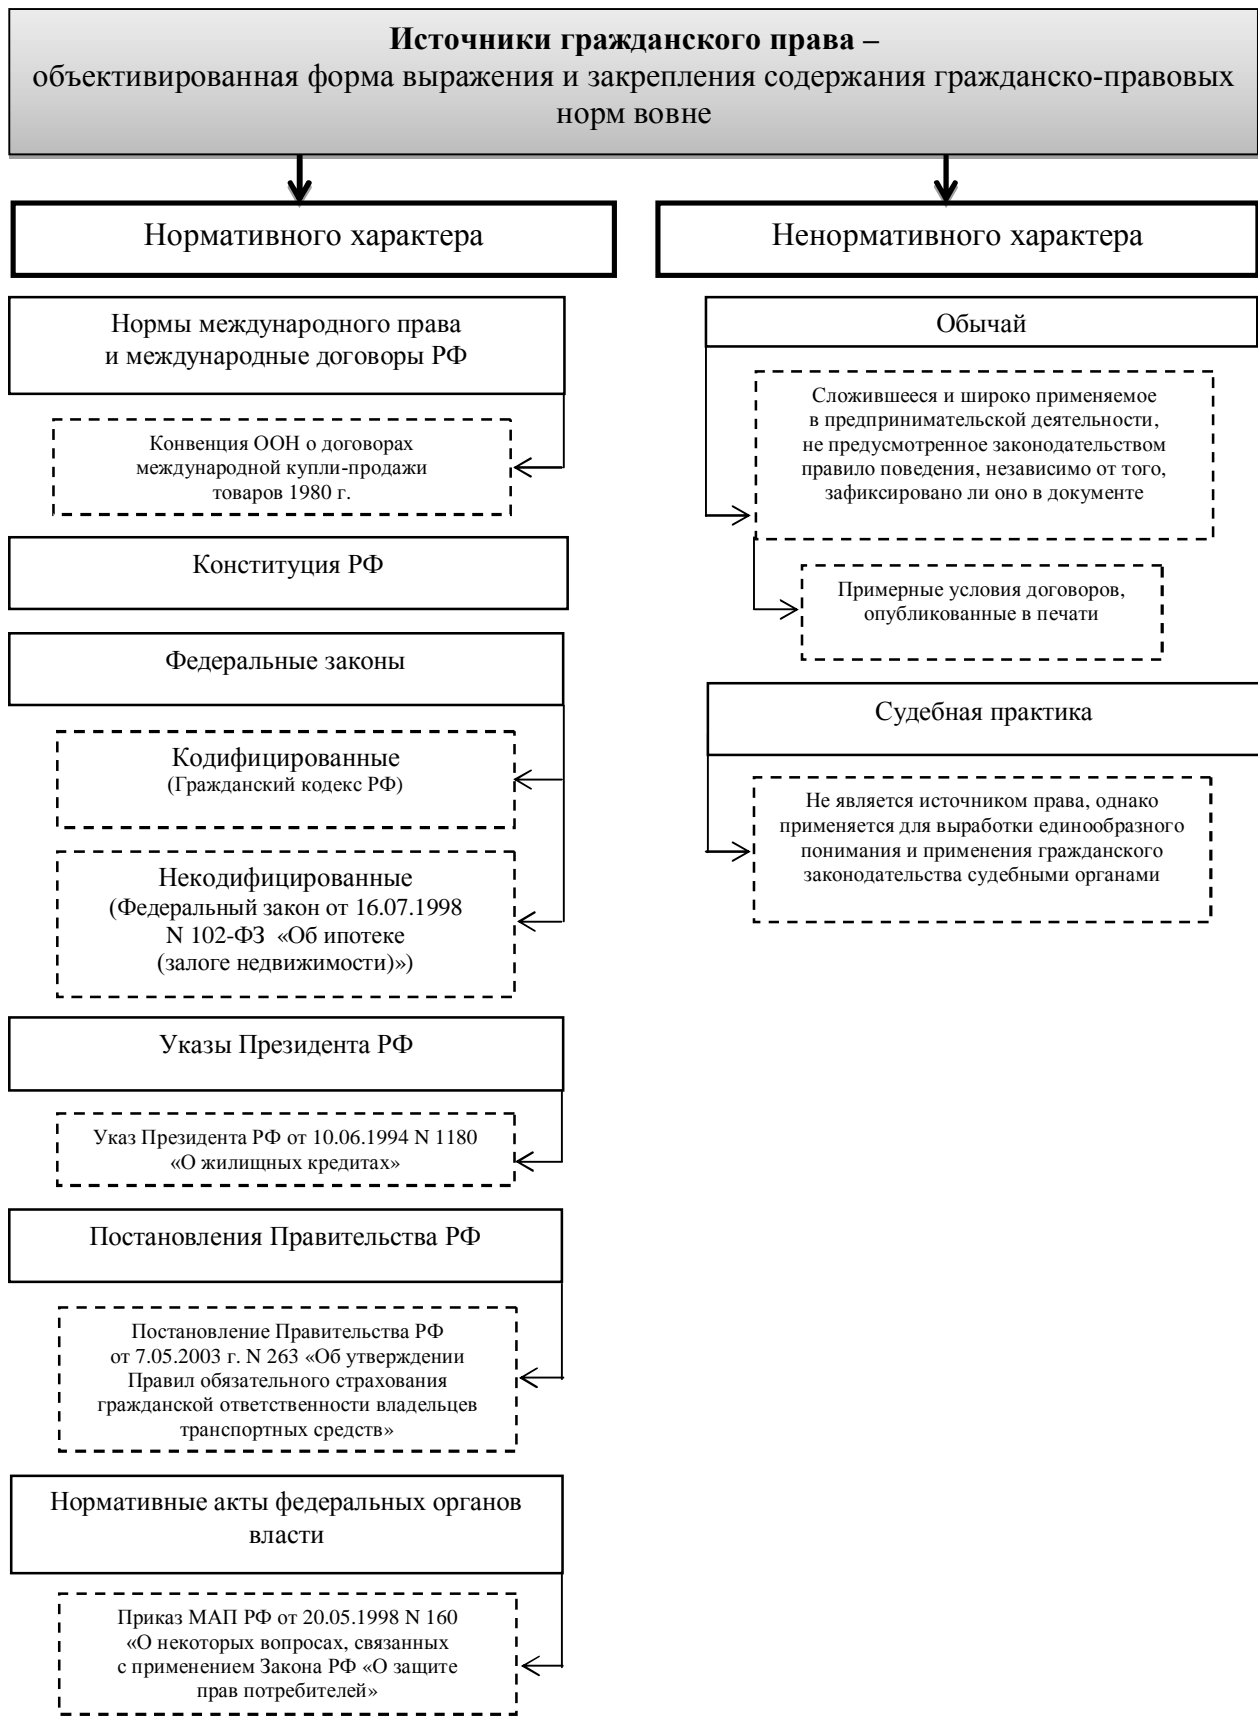 Источники гражданского права –
объективированная форма выражения и закрепления содержания гражданско-правовых
норм вовне
Нормативного характера
Нормы международного права
и международные договоры РФ
Конвенция ООН о договорах
международной купли-продажи
товаров 1980 г.
Конституция РФ
Федеральные законы
Кодифицированные
(Гражданский кодекс РФ)
Некодифицированные
(Федеральный закон от 16.07.1998
N 102-ФЗ «Об ипотеке
(залоге недвижимости)»)
Указы Президента РФ
Указ Президента РФ от 10.06.1994 N 1180
«О жилищных кредитах»
Постановления Правительства РФ
Постановление Правительства РФ
от 7.05.2003 г. N 263 «Об утверждении
Правил обязательного страхования
гражданской ответственности владельцев
транспортных средств»
Нормативные акты федеральных органов
власти
Приказ МАП РФ от 20.05.1998 N 160
«О некоторых вопросах, связанных
с применением Закона РФ «О защите
прав потребителей»
Ненормативного характера
Обычай
Сложившееся и широко применяемое
в предпринимательской деятельности,
не предусмотренное законодательством
правило поведения, независимо от того,
зафиксировано ли оно в документе
Примерные условия договоров,
опубликованные в печати
Судебная практика
Не является источником права, однако
применяется для выработки единообразного
понимания и применения гражданского
законодательства судебными органами